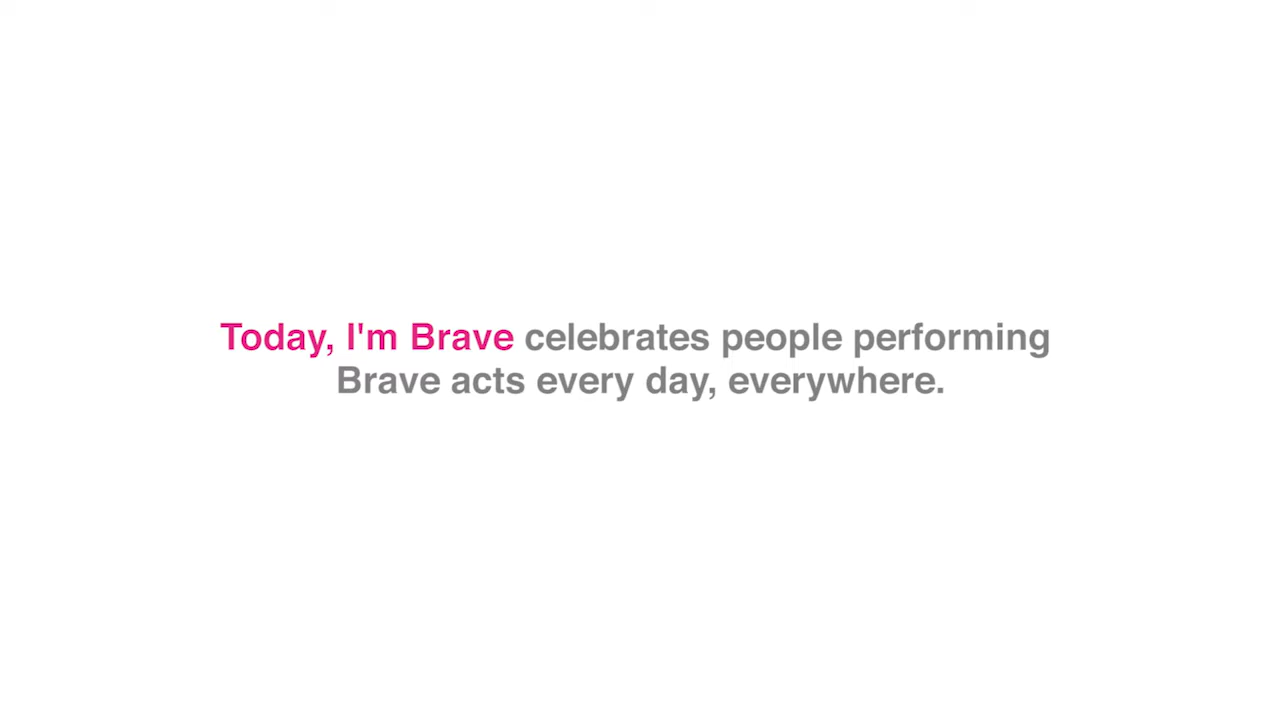 Today, I'm Brave celebrates people performing
Brave acts every day, everywhere.